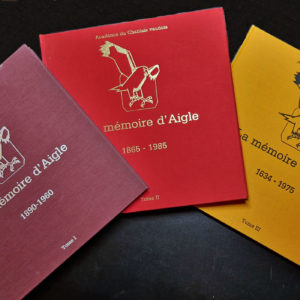 mémoire d'Aigle
1890-1960
Tome I
Académie du Chablais vaudois
mémoire d'Aigle
1865 - 1985
Tome II
La mémoire
1634 - 1975
Tome III